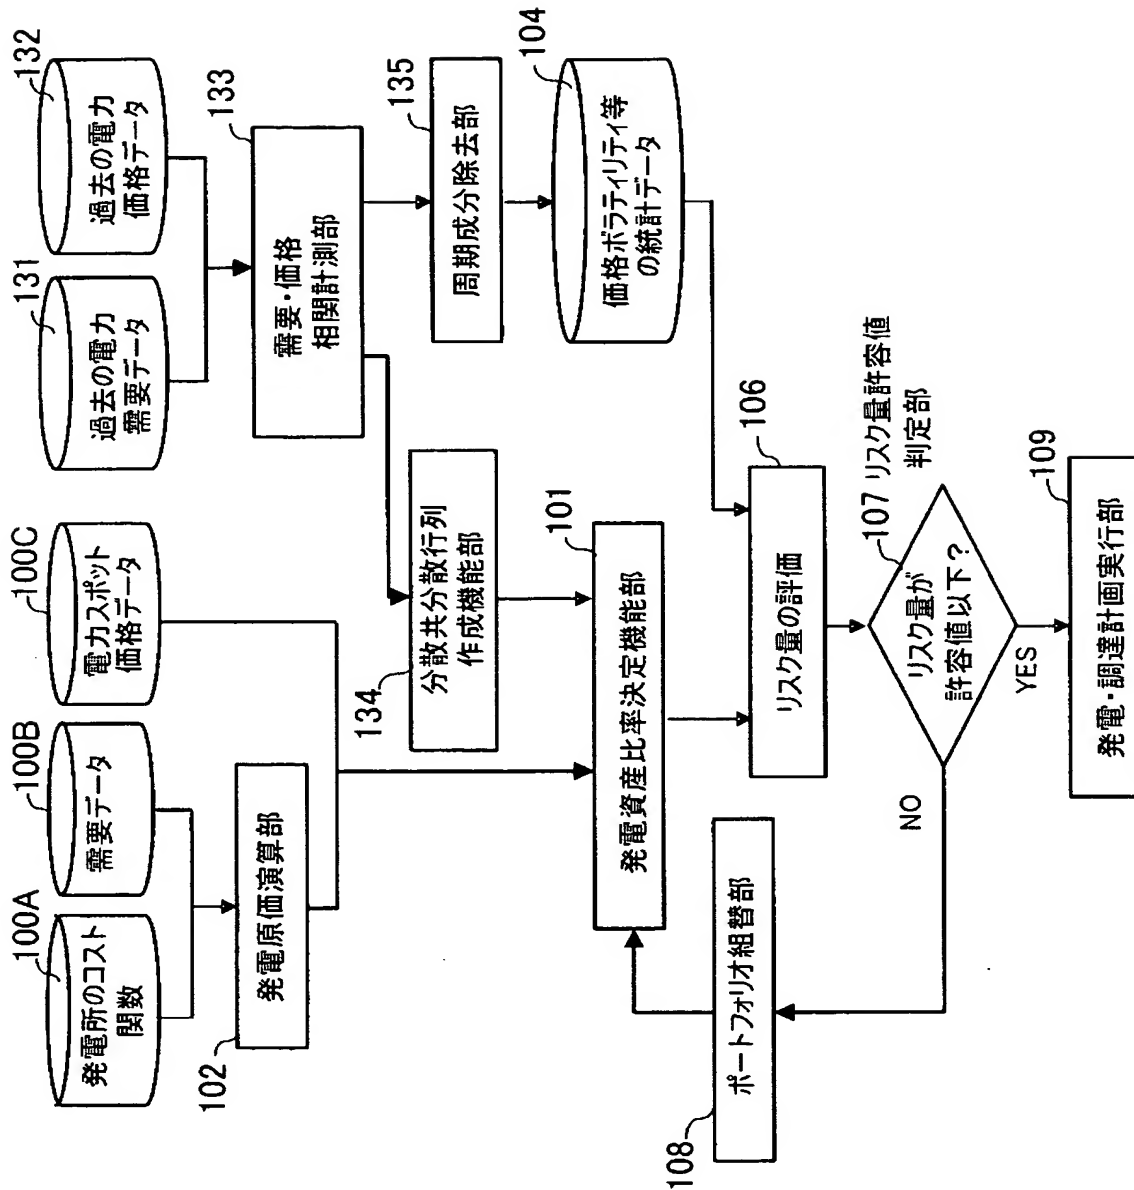 100A
発電所のコスト
関数
100B
需要データ
100C
電力スポット
価格データ
131
過去の電力
需要データ
132
過去の電力
価格データ
102
発電原価演算部
133
需要・価格
相関計測部
134
分散共分散行列
作成機能部
135
周期成分除去部
101
発電資産比率決定機能部
104
価格ボラティリティ等
の統計データ
108
ポートフォリオ組替部
106
リスク量の評価
107 リスク量許容値
判定部
リスク量が
許容値以下?
NO
YES
109
発電・調達計画実行部